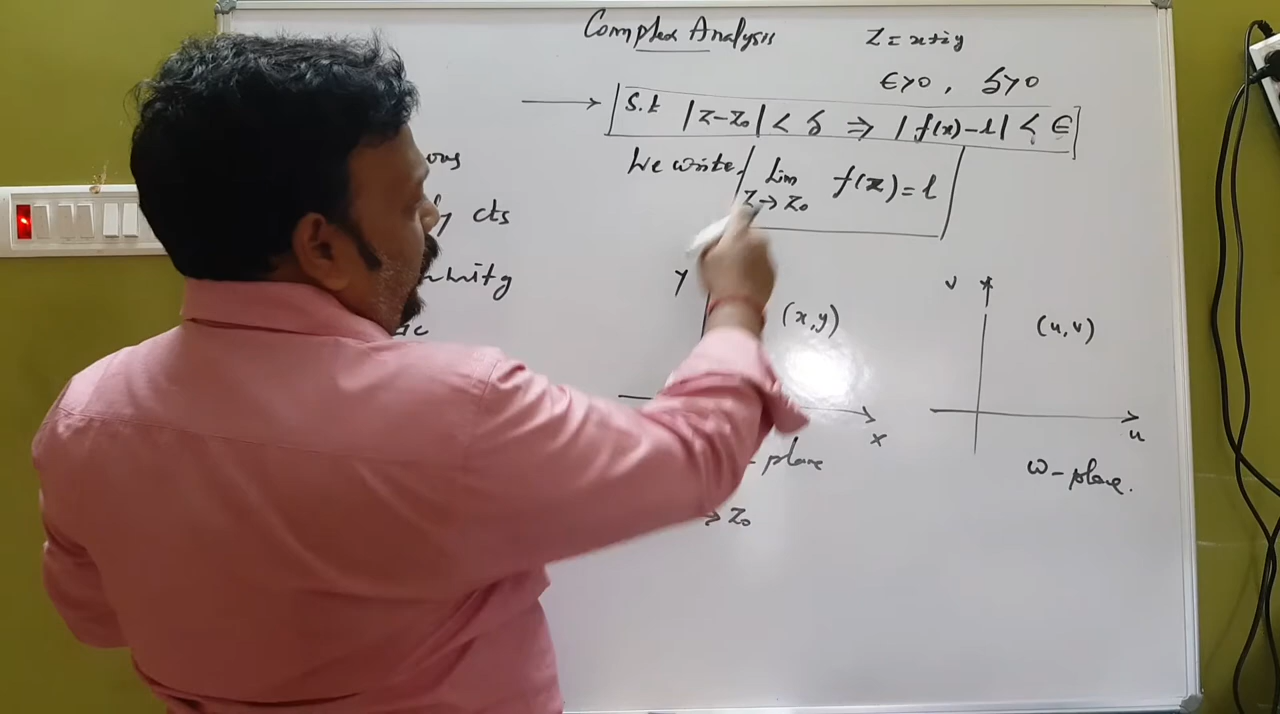 Complex Analysis
Z = x+iy
∈>0, δ>0
S.t |Z-Z₀| < δ ⇒ |f(x)-l| < ∈
We write lim f(z) = l
Z→Z₀
cts
Y
(x,y)
x
plane
→ Z₀
v
(u,v)
u
w-plane.